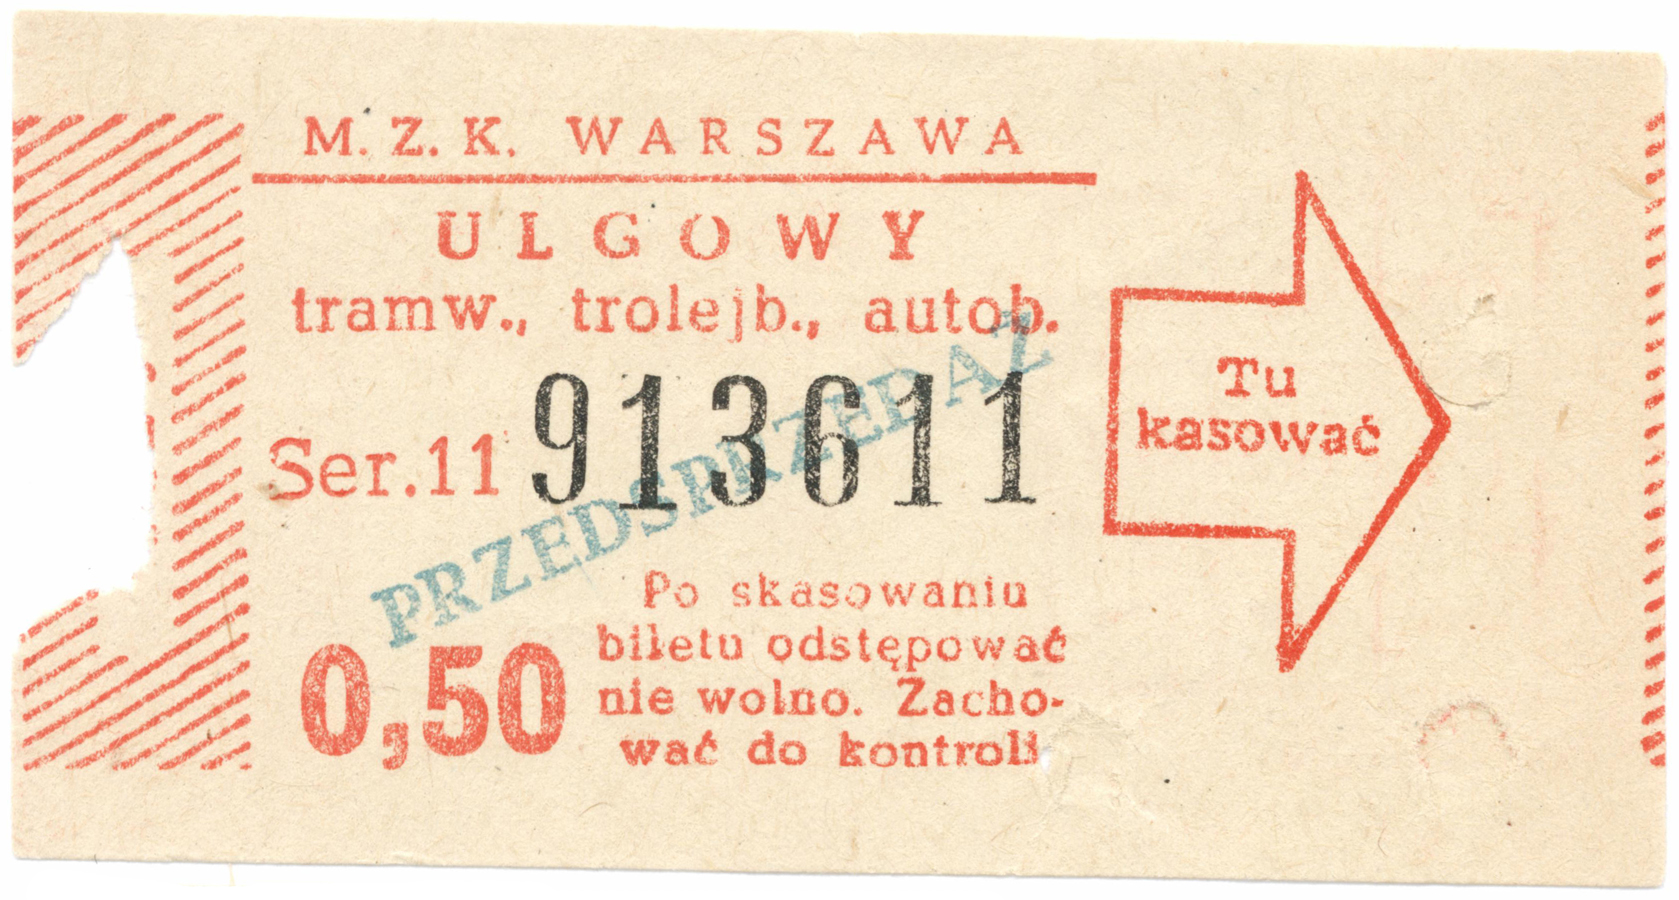 M. Z. K. WARSZAWA
ULGOWY
tramw., trolejb., autob.
Ser. 11 913611
PRZEDSPRZEDAŻ
0,50
Po skasowaniu
biletu odstępować
nie wolno. Zacho-
wać do kontroli
Tu
kasować